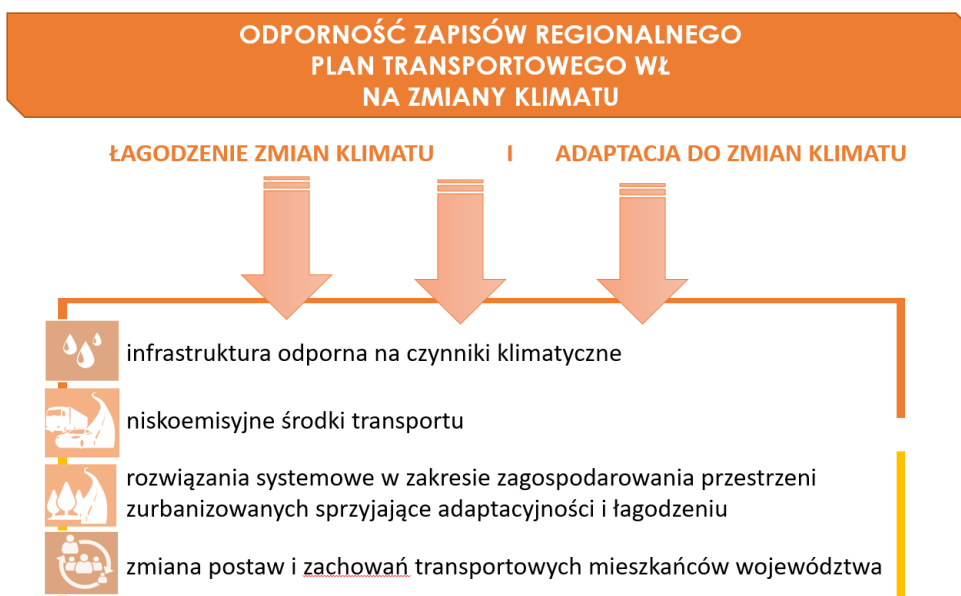 ODPORNOŚĆ ZAPISÓW REGIONALNEGO
PLAN TRANSPORTOWEGO WŁ
NA ZMIANY KLIMATU
ŁAGODZENIE ZMIAN KLIMATU I ADAPTACJA DO ZMIAN KLIMATU
infrastruktura odporna na czynniki klimatyczne
niskoemisyjne środki transportu
rozwiązania systemowe w zakresie zagospodarowania przestrzeni
zurbanizowanych sprzyjające adaptacyjności i łagodzeniu
zmiana postaw i zachowań transportowych mieszkańców województwa